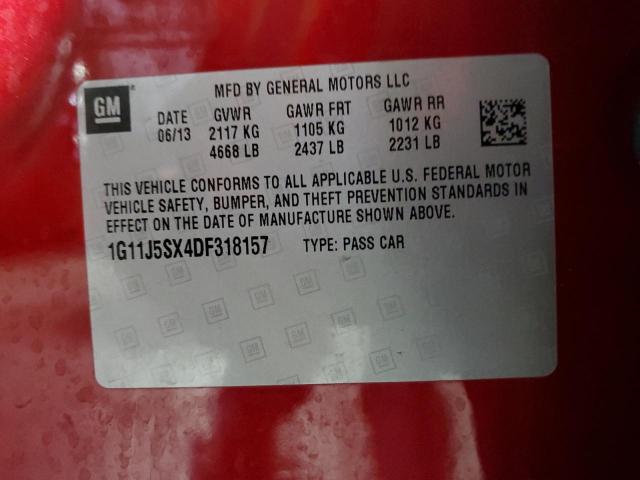 GM
MFD BY GENERAL MOTORS LLC
DATE GVWR GAWR FRT GAWR RR
06/13 2117 KG 1105 KG 1012 KG
4668 LB 2437 LB 2231 LB
THIS VEHICLE CONFORMS TO ALL APPLICABLE U.S. FEDERAL MOTOR
VEHICLE SAFETY, BUMPER, AND THEFT PREVENTION STANDARDS IN
EFFECT ON THE DATE OF MANUFACTURE SHOWN ABOVE.
1G11J5SX4DF318157 TYPE: PASS CAR